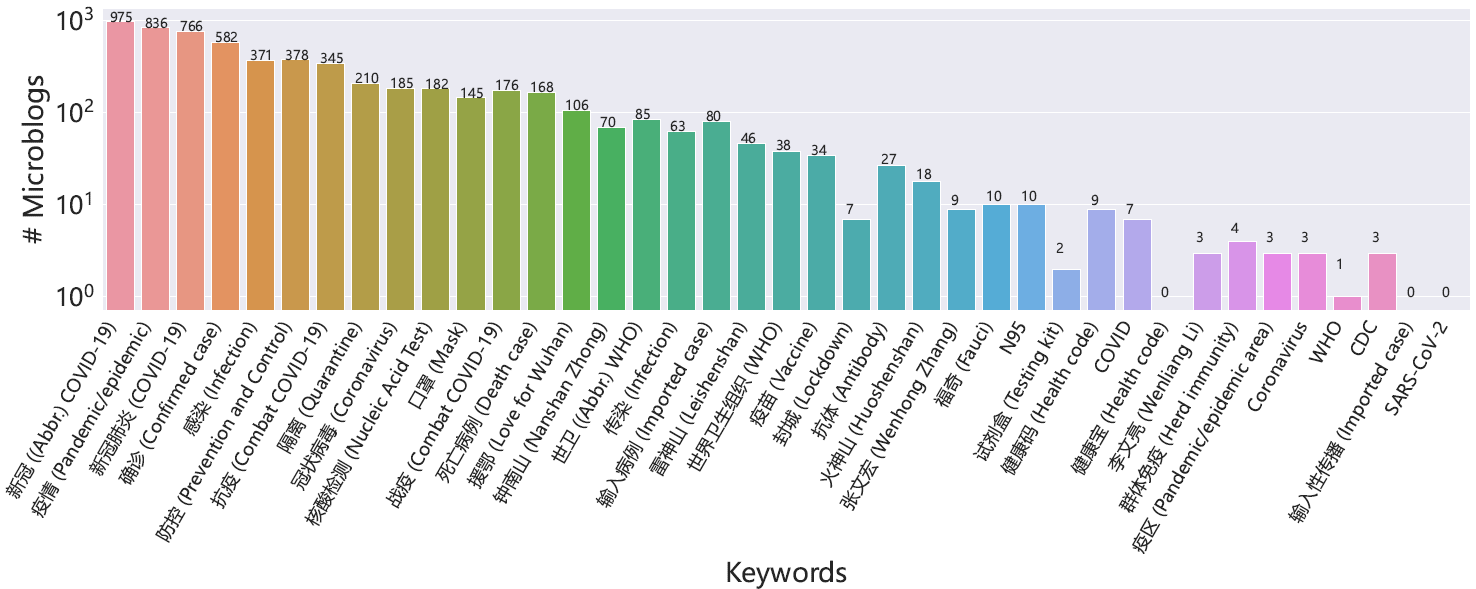 # Microblogs
10³
10²
10¹
10⁰
975
836
766
582
371
378
345
210
185
182
145
176
168
106
70
85
63
80
46
38
34
7
27
18
9
10
10
2
9
7
0
3
4
3
3
1
3
0
0
新冠 ((Abbr.) COVID-19)
疫情 (Pandemic/epidemic)
新冠肺炎 (COVID-19)
确诊 (Confirmed case)
感染 (Infection)
防控 (Prevention and Control)
抗疫 (Combat COVID-19)
隔离 (Quarantine)
冠状病毒 (Coronavirus)
核酸检测 (Nucleic Acid Test)
口罩 (Mask)
战疫 (Combat COVID-19)
死亡病例 (Death case)
援鄂 (Love for Wuhan)
钟南山 (Nanshan Zhong)
世卫 ((Abbr.) WHO)
传染 (Infection)
输入病例 (Imported case)
雷神山 (Leishenshan)
世界卫生组织 (WHO)
疫苗 (Vaccine)
封城 (Lockdown)
抗体 (Antibody)
火神山 (Huoshenshan)
张文宏 (Wenhong Zhang)
福奇 (Fauci)
N95
试剂盒 (Testing kit)
健康码 (Health code)
COVID
健康宝 (Health code)
李文亮 (Wenliang Li)
群体免疫 (Herd immunity)
疫区 (Pandemic/epidemic area)
Coronavirus
WHO
CDC
输入性传播 (Imported case)
SARS-CoV-2
Keywords